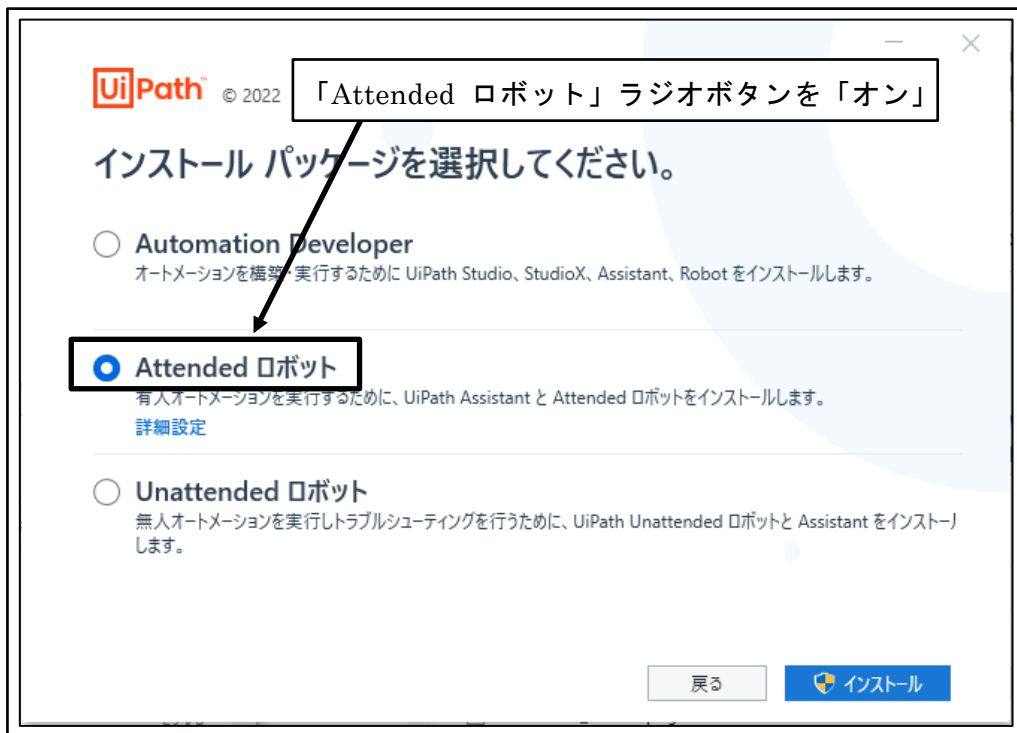 UiPath™ © 2022
「Attended ロボット」ラジオボタンを「オン」
インストール パッケージを選択してください。
Automation Developer
オートメーションを構築・実行するために UiPath Studio、StudioX、Assistant、Robot をインストールします。
Attended ロボット
有人オートメーションを実行するために、UiPath Assistant と Attended ロボットをインストールします。
詳細設定
Unattended ロボット
無人オートメーションを実行しトラブルシューティングを行うために、UiPath Unattended ロボットと Assistant をインストール
します。
戻る
インストール